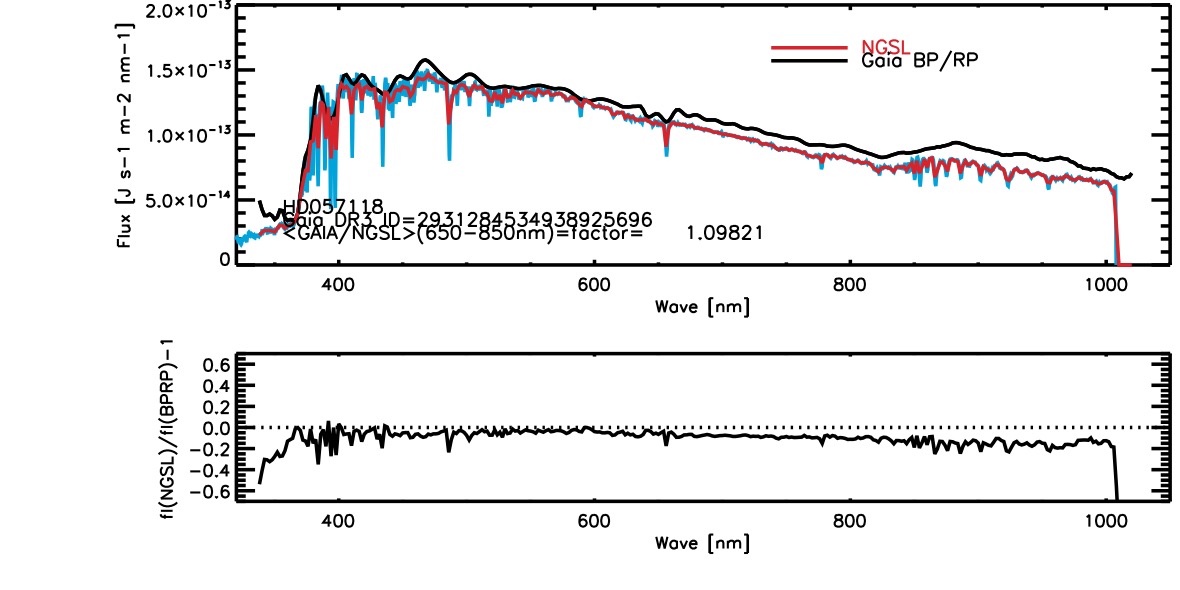 2.0×10−13
1.5×10−13
1.0×10−13
5.0×10−14
0
Flux [J s−1 m−2 nm−1]
NGSL
Gaia BP/RP
HD057118
Gaia DR3 ID=2931284534938925696
<GAIA/NGSL>(650−850nm)=factor= 1.09821
400 600 800 1000
Wave [nm]
fl(NGSL)/fl(BPRP)−1
0.6
0.4
0.2
0.0
−0.2
−0.4
−0.6
400 600 800 1000
Wave [nm]